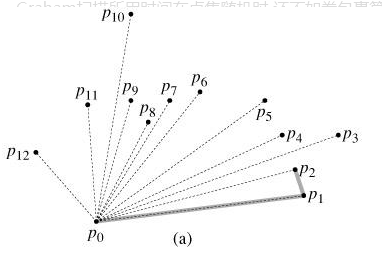 p₁₀
p₁₁ p₉ p₇ p₆
p₈
p₅
p₄ p₃
p₁₂
p₂
p₁
p₀
(a)